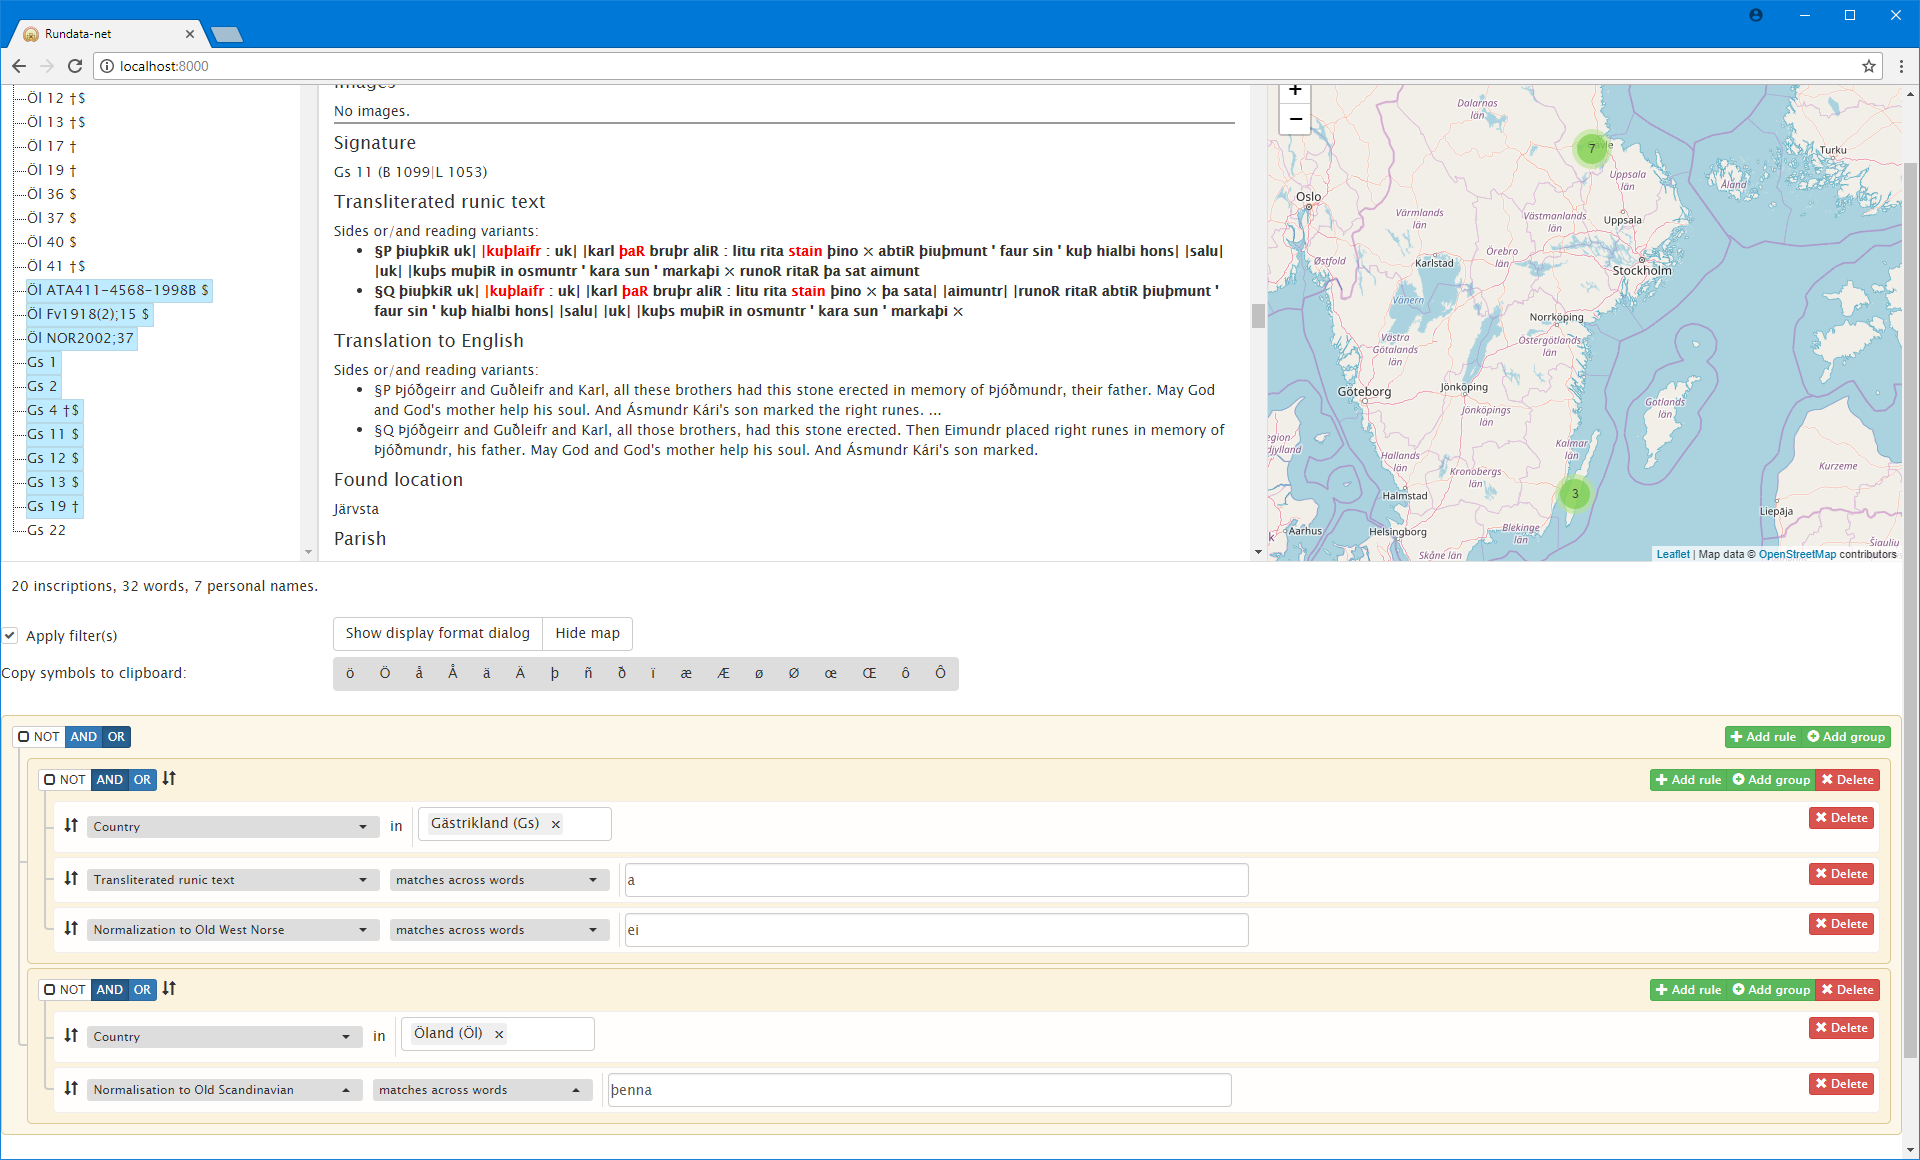 Rundata-net
localhost:8000
Öl 12 †$
Öl 13 †$
Öl 17 †
Öl 19 †
Öl 36 $
Öl 37 $
Öl 40 $
Öl 41 †$
Öl ATA411-4568-1998B $
Öl Fv1918(2);15 $
Öl NOR2002;37
Gs 1
Gs 2
Gs 4 †$
Gs 11 $
Gs 12 $
Gs 13 $
Gs 19 †
Gs 22
Images
No images.
Signature
Gs 11 (B 1099|L 1053)
Transliterated runic text
Sides or/and reading variants:
• §P þiuþkiR uk| |kuþlaifr : uk| |karl þaR bruþr aliR : litu rita stain þino × abtiR þiuþmunt ' faur sin ' kuþ hialbi hons| |salu|
|uk| |kuþs muþiR in osmuntr ' kara sun ' markaþi × runoR ritaR þa sat aimunt
• §Q þiuþkiR uk| |kuþlaifr : uk| |karl þaR bruþr aliR : litu rita stain þino × þa sata| |aimuntr| |runoR ritaR abtiR þiuþmunt '
faur sin ' kuþ hialbi hons| |salu| |uk| |kuþs muþiR in osmuntr ' kara sun ' markaþi ×
Translation to English
Sides or/and reading variants:
• §P Þjóðgeirr and Guðleifr and Karl, all these brothers had this stone erected in memory of Þjóðmundr, their father. May God
and God's mother help his soul. And Ásmundr Kári's son marked the right runes. ...
• §Q Þjóðgeirr and Guðleifr and Karl, all those brothers, had this stone erected. Then Eimundr placed right runes in memory of
Þjóðmundr, his father. May God and God's mother help his soul. And Ásmundr Kári's son marked.
Found location
Järvsta
Parish
+
−
Dalarnas
län
7
Turku
Åland
Uppsala
län
Oslo
Värmlands
län
Västmanlands
län
Uppsala
Örebro
län
Østfold
Karlstad
Stockholm
Vänern
Norrköping
Västra
Götalands
län
Östergötlands
län
Göteborg
Jönköping
Jönköpings
län
Gotlands
län
Kalmar
län
Hallands
län
Kronobergs
län
Kurzeme
Halmstad
3
Liepāja
Aarhus
Helsingborg
Blekinge
län
Skåne län
Šiauliu
Leaflet | Map data © OpenStreetMap contributors
20 inscriptions, 32 words, 7 personal names.
Apply filter(s)
Show display format dialog
Hide map
Copy symbols to clipboard:
ö Ö å Å ä Ä þ ñ ð ï æ Æ ø Ø œ Œ ô Ô
NOT AND OR
Add rule Add group
NOT AND OR
Add rule Add group Delete
Country in Gästrikland (Gs) × Delete
Transliterated runic text matches across words a Delete
Normalization to Old West Norse matches across words ei Delete
NOT AND OR
Add rule Add group Delete
Country in Öland (Öl) × Delete
Normalisation to Old Scandinavian matches across words þenna Delete